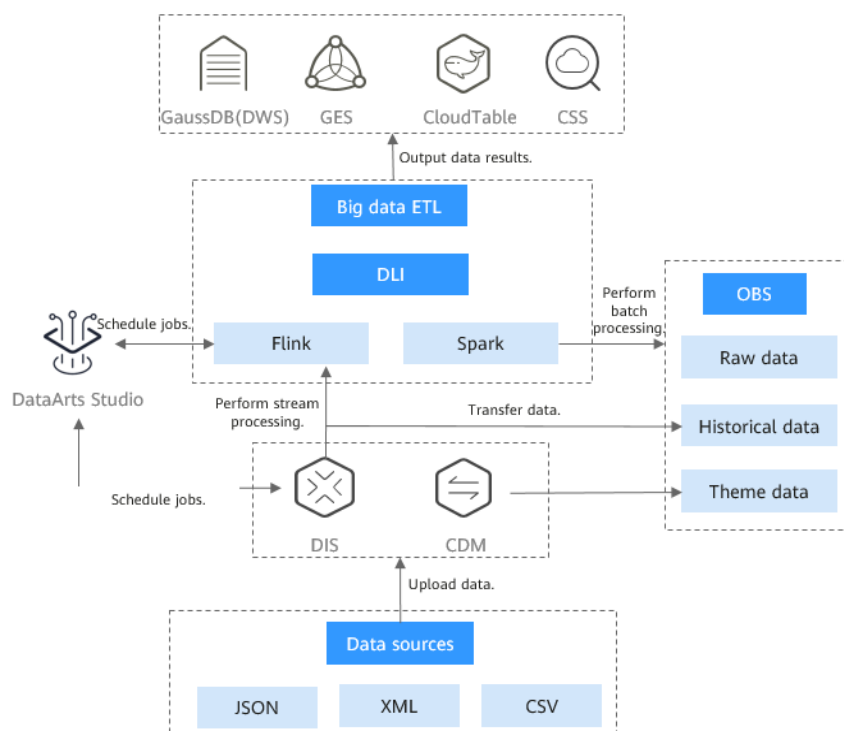 GaussDB(DWS)
GES
CloudTable
CSS
Output data results.
Big data ETL
DLI
Flink
Spark
Schedule jobs.
DataArts Studio
Perform
batch
processing.
OBS
Raw data
Historical data
Theme data
Perform stream
processing.
Transfer data.
Schedule jobs.
DIS
CDM
Upload data.
Data sources
JSON
XML
CSV